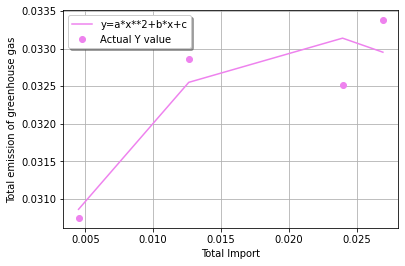 0.0335
0.0330
0.0325
0.0320
0.0315
0.0310
Total emission of greenhouse gas
y=a*x**2+b*x+c
Actual Y value
0.005 0.010 0.015 0.020 0.025
Total Import